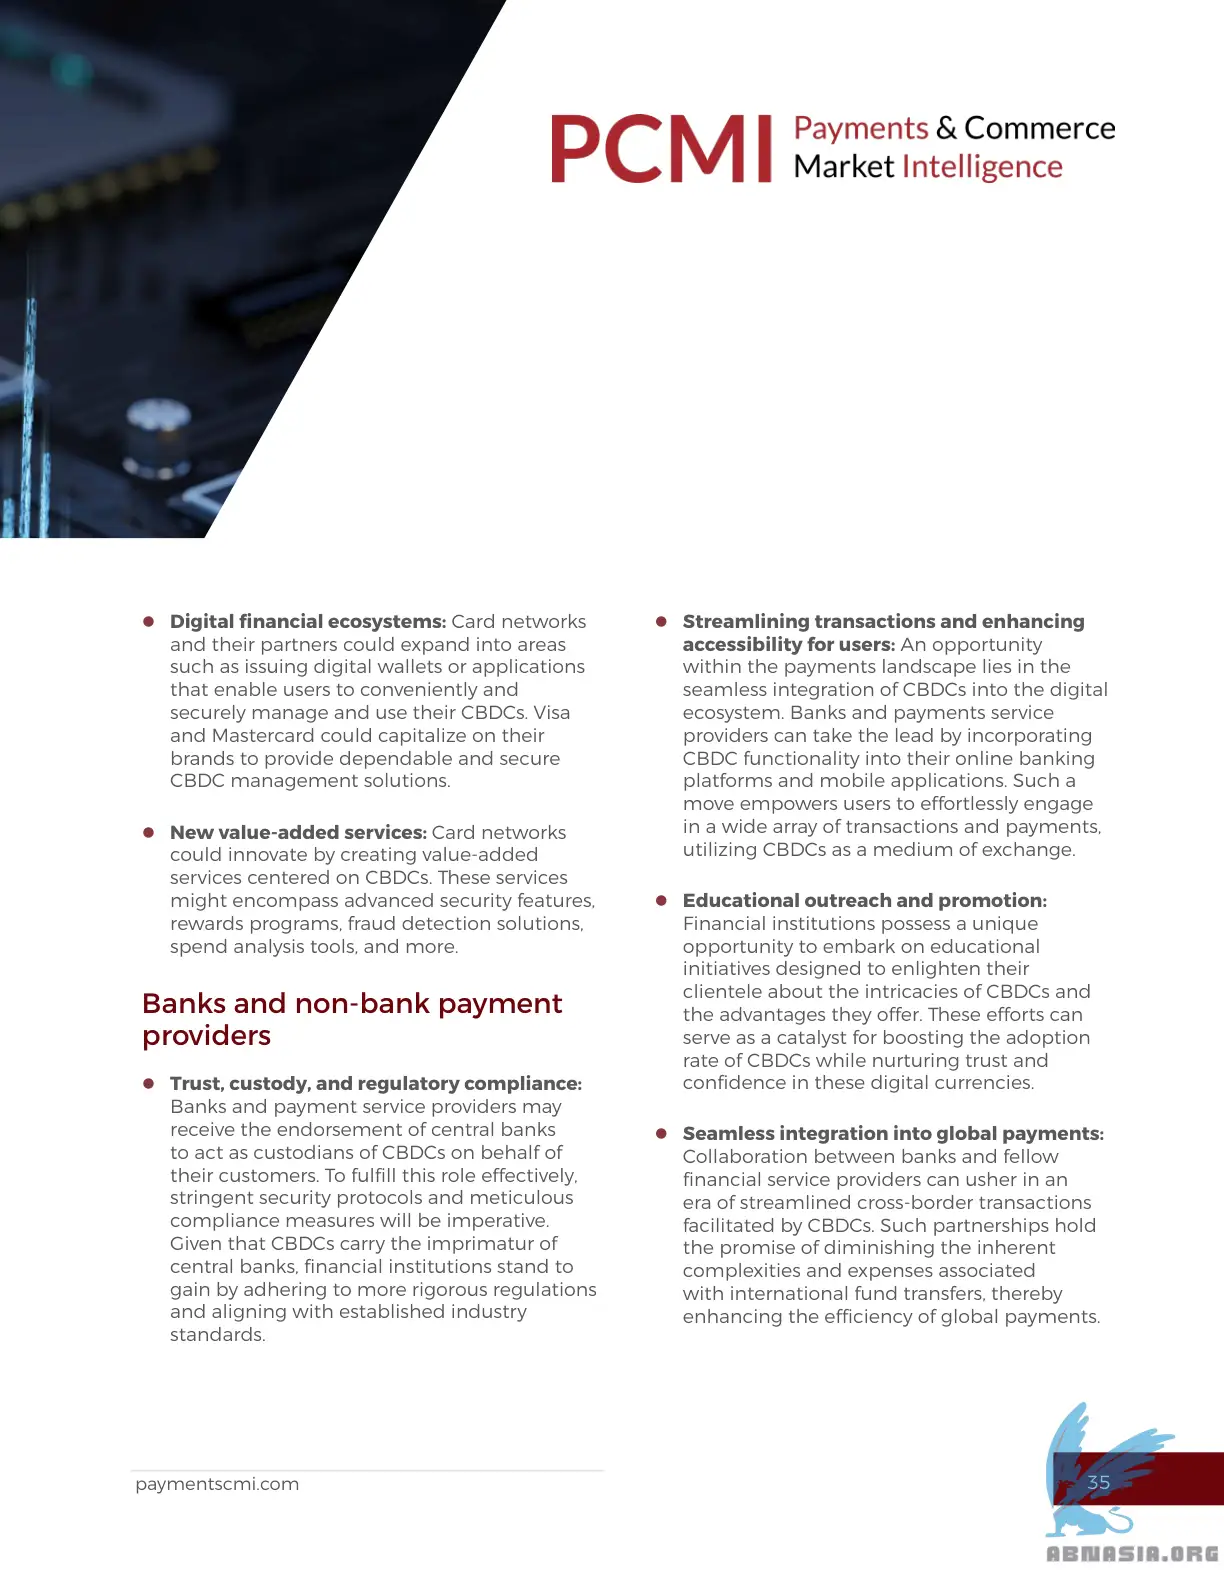 PCMI
Payments & Commerce
Market Intelligence
Digital financial ecosystems: Card networks
and their partners could expand into areas
such as issuing digital wallets or applications
that enable users to conveniently and
securely manage and use their CBDCs. Visa
and Mastercard could capitalize on their
brands to provide dependable and secure
CBDC management solutions.
New value-added services: Card networks
could innovate by creating value-added
services centered on CBDCs. These services
might encompass advanced security features,
rewards programs, fraud detection solutions,
spend analysis tools, and more.
Banks and non-bank payment
providers
Trust, custody, and regulatory compliance:
Banks and payment service providers may
receive the endorsement of central banks
to act as custodians of CBDCs on behalf of
their customers. To fulfill this role effectively,
stringent security protocols and meticulous
compliance measures will be imperative.
Given that CBDCs carry the imprimatur of
central banks, financial institutions stand to
gain by adhering to more rigorous regulations
and aligning with established industry
standards.
Streamlining transactions and enhancing
accessibility for users: An opportunity
within the payments landscape lies in the
seamless integration of CBDCs into the digital
ecosystem. Banks and payments service
providers can take the lead by incorporating
CBDC functionality into their online banking
platforms and mobile applications. Such a
move empowers users to effortlessly engage
in a wide array of transactions and payments,
utilizing CBDCs as a medium of exchange.
Educational outreach and promotion:
Financial institutions possess a unique
opportunity to embark on educational
initiatives designed to enlighten their
clientele about the intricacies of CBDCs and
the advantages they offer. These efforts can
serve as a catalyst for boosting the adoption
rate of CBDCs while nurturing trust and
confidence in these digital currencies.
Seamless integration into global payments:
Collaboration between banks and fellow
financial service providers can usher in an
era of streamlined cross-border transactions
facilitated by CBDCs. Such partnerships hold
the promise of diminishing the inherent
complexities and expenses associated
with international fund transfers, thereby
enhancing the efficiency of global payments.
paymentscmi.com
35
ABNASIA.ORG